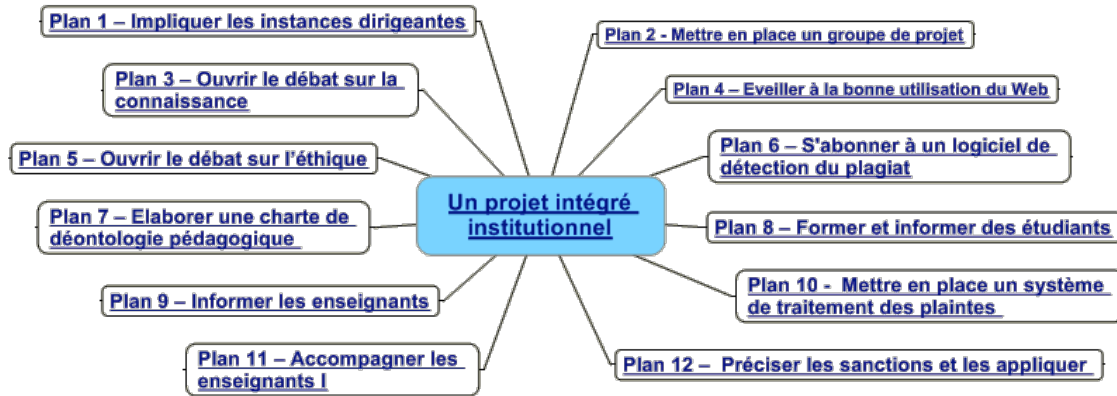 Plan 1 – Impliquer les instances dirigeantes
Plan 2 - Mettre en place un groupe de projet
Plan 3 – Ouvrir le débat sur la
connaissance
Plan 4 – Eveiller à la bonne utilisation du Web
Plan 5 – Ouvrir le débat sur l'éthique
Plan 6 – S'abonner à un logiciel de
détection du plagiat
Un projet intégré
institutionnel
Plan 7 – Elaborer une charte de
déontologie pédagogique
Plan 8 – Former et informer des étudiants
Plan 9 – Informer les enseignants
Plan 10 - Mettre en place un système
de traitement des plaintes
Plan 11 – Accompagner les
enseignants I
Plan 12 – Préciser les sanctions et les appliquer